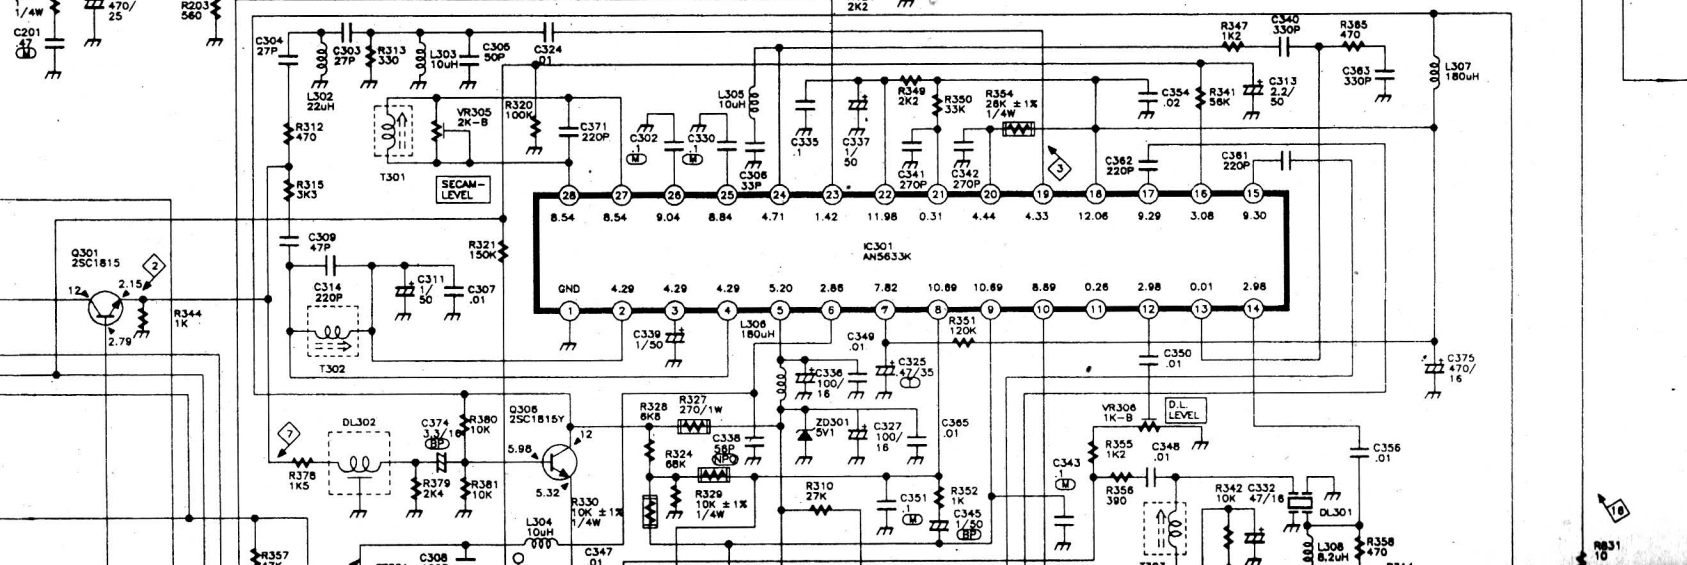 1/4W
470/
25
R203
560
2K2
C201
.47
(M)
C304
27P
C303
27P
R313
330
L303
10uH
C305
50P
C324
.01
R347
1K2
C340
330P
R365
470
L302
22uH
L305
10uH
R349
2K2
R350
33K
R354
28K ±1%
1/4W
C354
.02
R341
56K
C313
2.2/
50
C363
330P
L307
180uH
VR305
2K-B
R320
100K
C371
220P
C302
.1
(M)
C330
.1
(M)
C335
.1
C337
1/
50
R312
470
C306
33P
C341
270P
C342
270P
3
C362
220P
C361
220P
T301
SECAM-
LEVEL
R315
3K3
28 27 26 25 24 23 22 21 20 19 18 17 16 15
8.54 8.54 9.04 8.84 4.71 1.42 11.98 0.31 4.44 4.33 12.06 9.29 3.08 9.30
C309
47P
R321
150K
IC301
AN5633K
Q301
2SC1815
2
12
2.15
2.79
R344
1K
C314
220P
C311
1/
50
C307
.01
GND 4.29 4.29 4.29 5.20 2.86 7.82 10.69 10.69 8.89 0.26 2.98 0.01 2.98
1 2 3 4 5 6 7 8 9 10 11 12 13 14
C339
1/50
L306
180uH
C349
.01
R351
120K
T302
C336
100/
16
C325
.47/35
(T)
C350
.01
C375
470/
16
DL302
C374
3.3/16
(BP)
R380
10K
Q306
2SC1815Y
R328
6K8
R327
270/1W
ZD301
5V1
C327
100/
16
C365
.01
VR306
1K-B
D.L.
LEVEL
7
12
5.98
5.32
C338
56P
(NPO)
R324
68K
R355
1K2
C348
.01
C356
.01
R378
1K5
R379
2K4
R381
10K
R330
10K ±1%
1/4W
R329
10K ±1%
1/4W
R310
27K
C351
.1
(M)
R352
1K
C345
1/50
(BP)
C343
.1
(M)
R356
390
R342
10K
C332
47/16
DL301
18
L304
10uH
C347
.01
R357
C308
L308
8.2uH
R358
470
R831
10